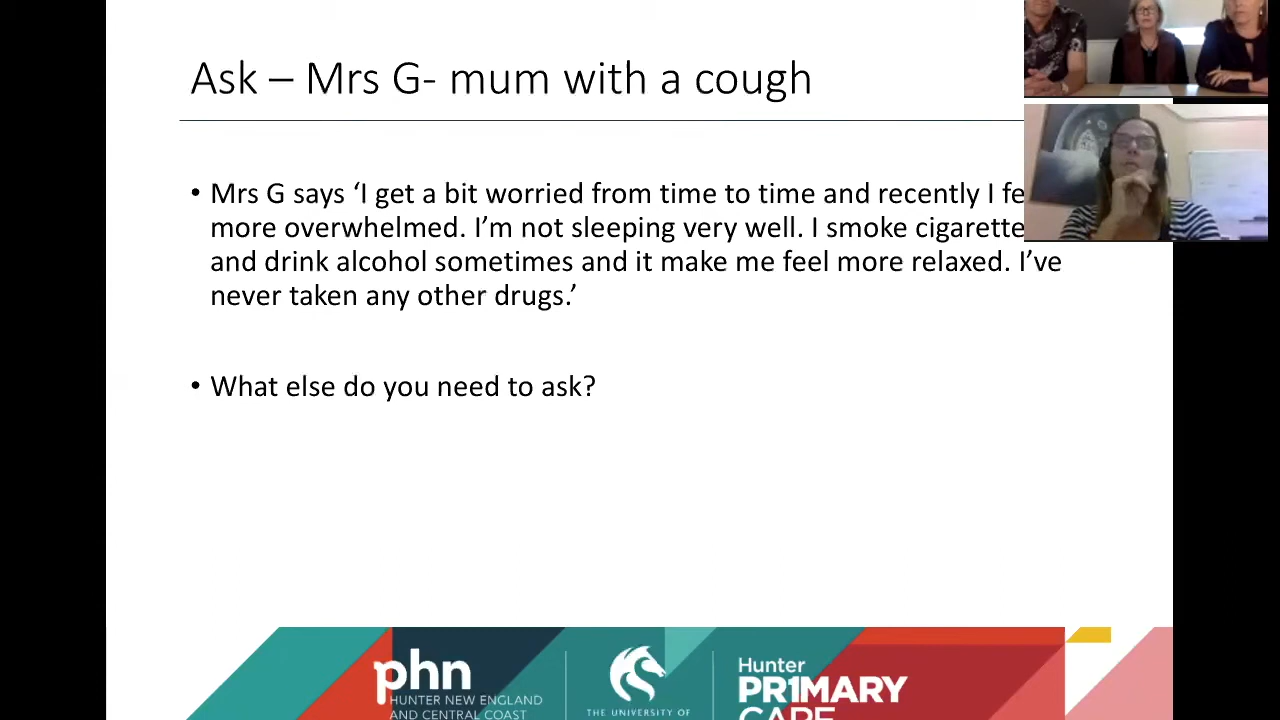 Ask – Mrs G- mum with a cough
• Mrs G says ‘I get a bit worried from time to time and recently I
more overwhelmed. I’m not sleeping very well. I smoke
and drink alcohol sometimes and it make me feel more relaxed. I’ve
never taken any other drugs.’
• What else do you need to ask?
phn
HUNTER NEW ENGLAND
AND CENTRAL COAST
THE UNIVERSITY OF
Hunter
PR1MARY
CARE